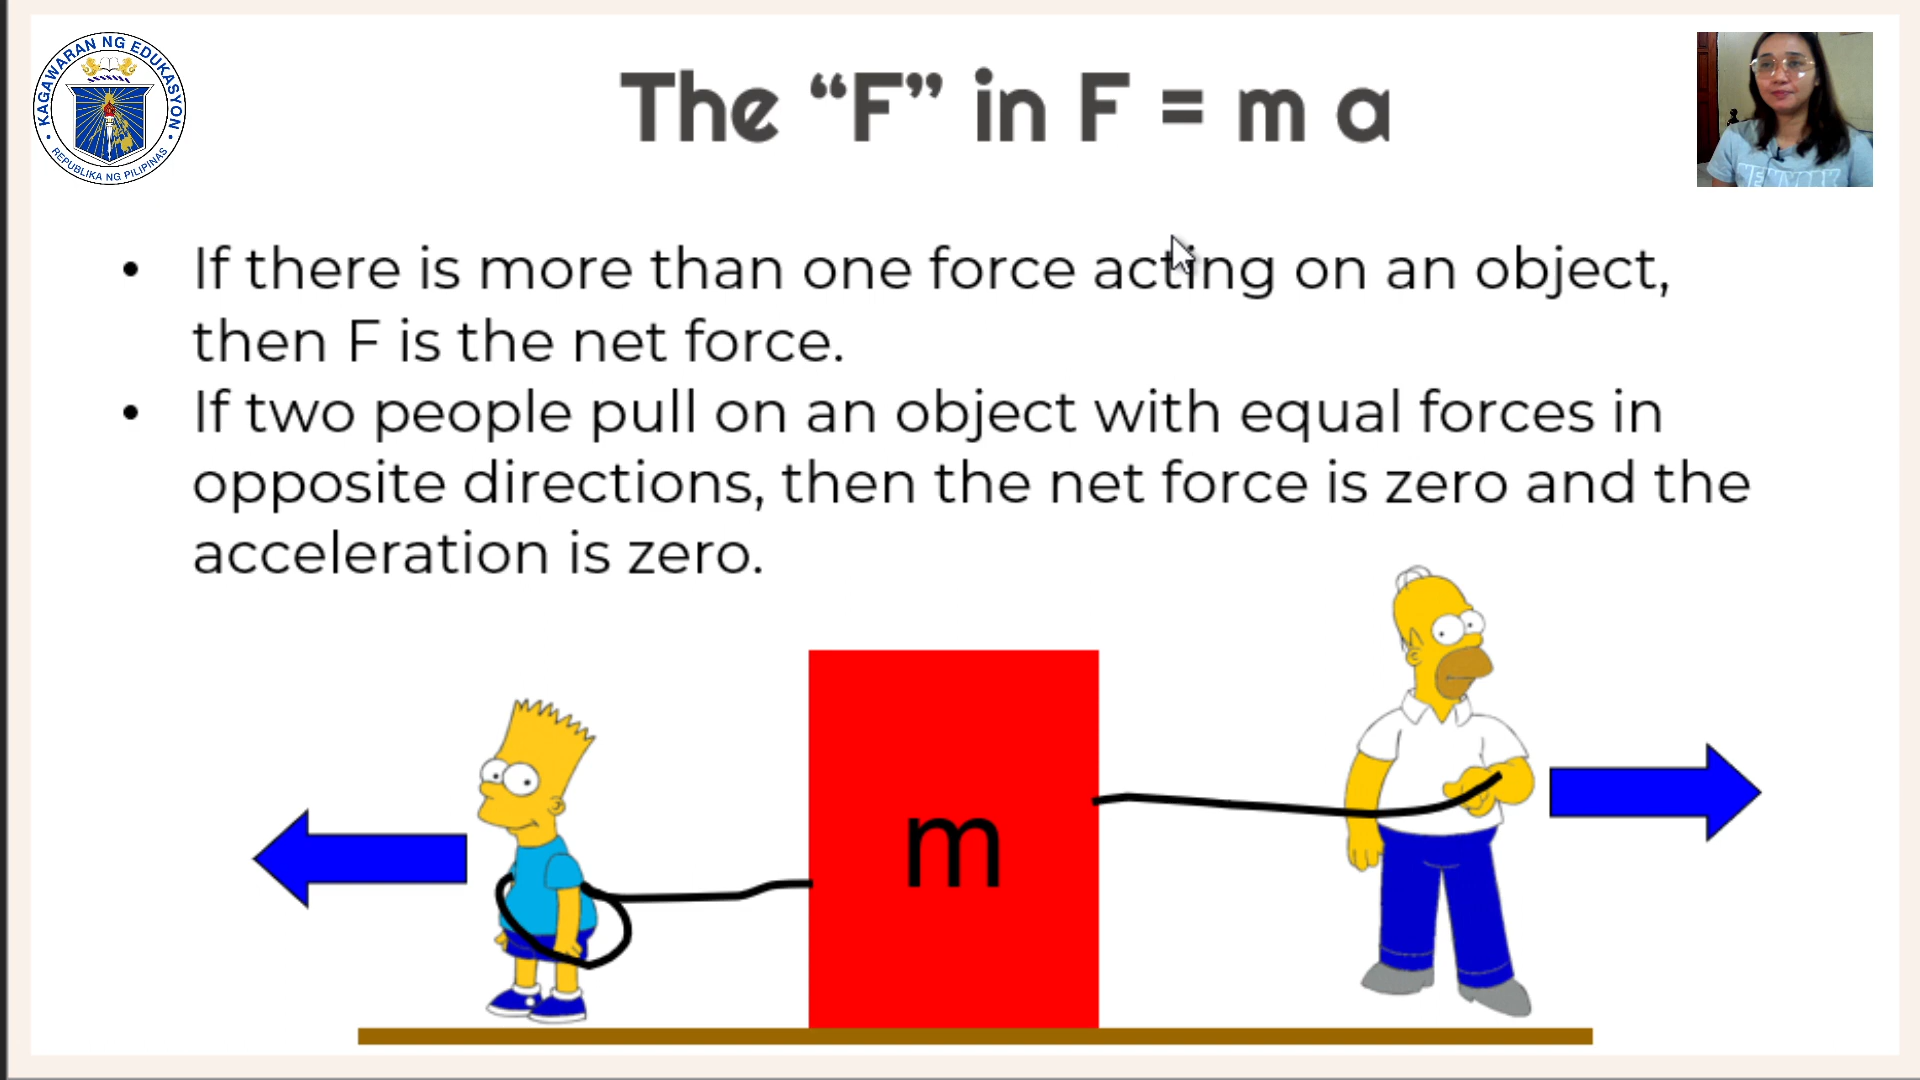 KAGAWARAN NG EDUKASYON
REPUBLIKA NG PILIPINAS
The “F” in F = m a
• If there is more than one force acting on an object,
then F is the net force.
• If two people pull on an object with equal forces in
opposite directions, then the net force is zero and the
acceleration is zero.
m